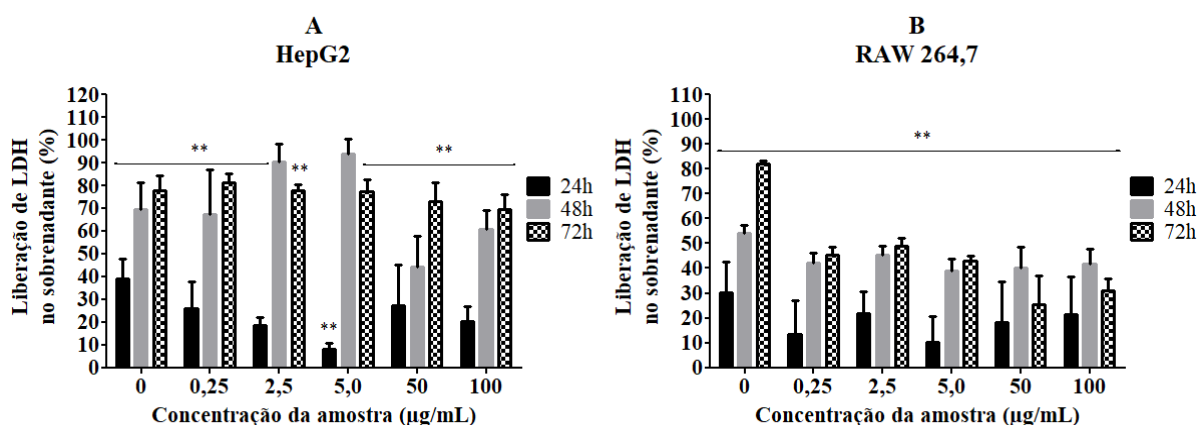 A
HepG2
Liberação de LDH
no sobrenadante (%)
120
110
100
90
80
70
60
50
40
30
20
10
0
**
**
**
**
0
0,25
2,5
5,0
50
100
Concentração da amostra (µg/mL)
24h
48h
72h
B
RAW 264,7
Liberação de LDH
no sobrenadante (%)
110
100
90
80
70
60
50
40
30
20
10
0
**
0
0,25
2,5
5,0
50
100
Concentração da amostra (µg/mL)
24h
48h
72h